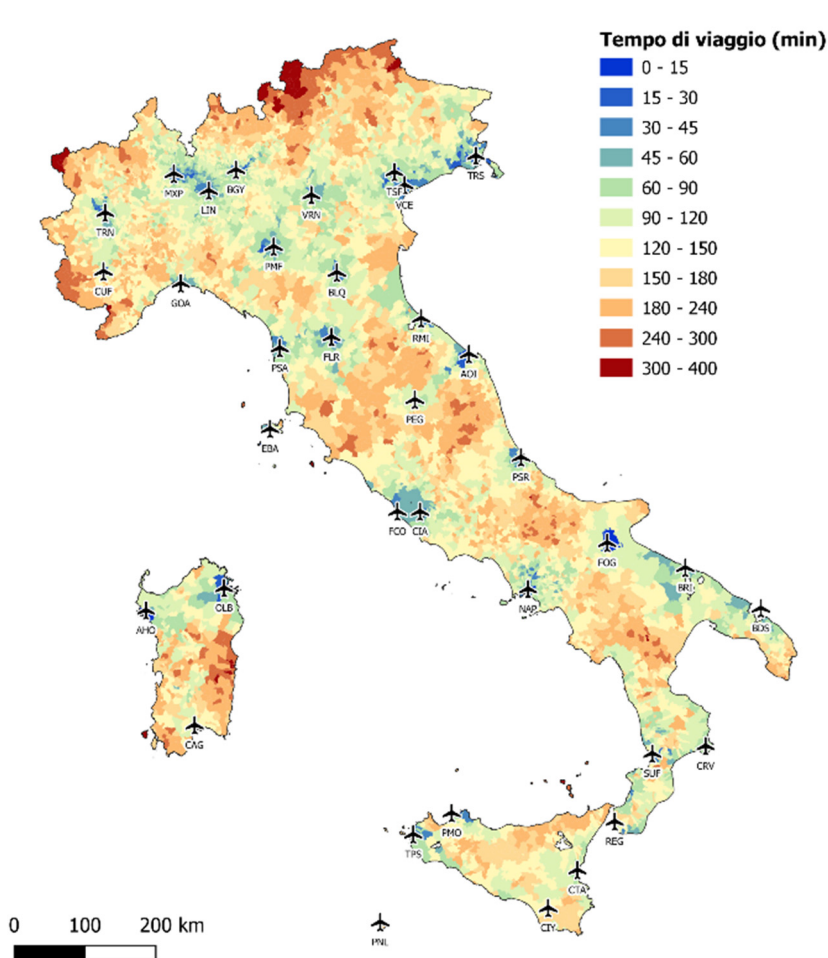 Tempo di viaggio (min)
0 - 15
15 - 30
30 - 45
45 - 60
60 - 90
90 - 120
120 - 150
150 - 180
180 - 240
240 - 300
300 - 400
TRS
MXP
BGY
LIN
TSF
VCE
VRN
TRN
PMF
CUF
GOA
BLQ
RMI
FLR
PSA
AOI
PEG
EBA
PSR
FCO
CIA
FOG
BRI
NAP
OLB
AHO
BDS
CAG
SUF
CRV
PMO
REG
TPS
CTA
CIY
PNL
0 100 200 km